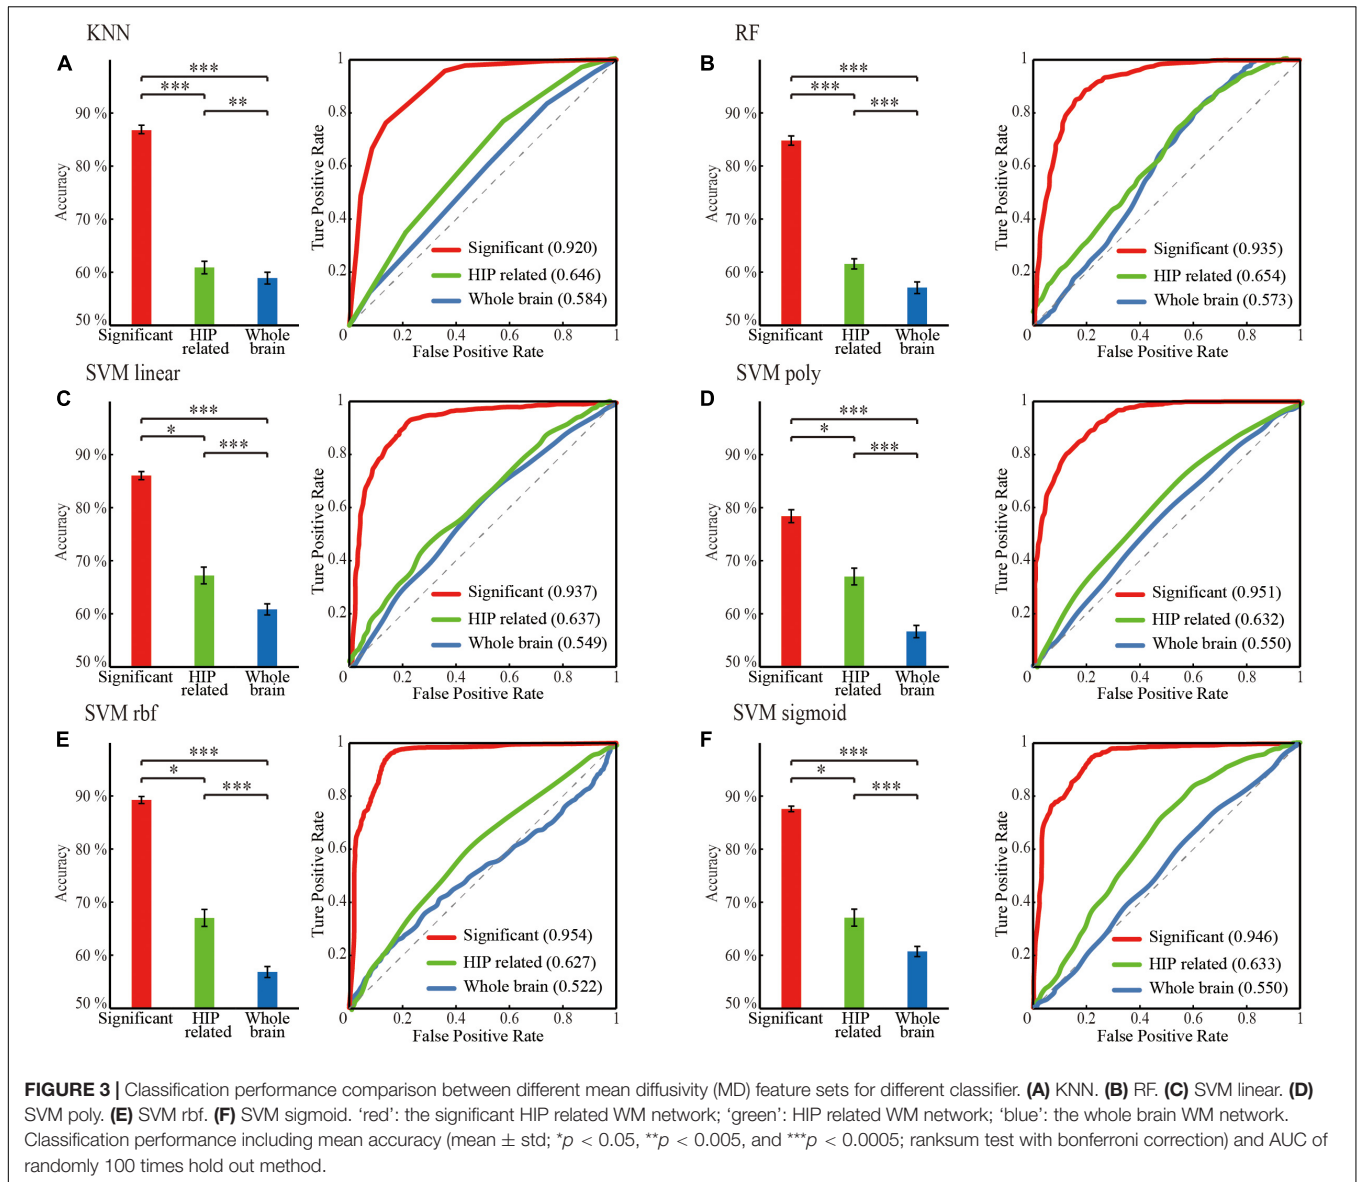 KNN
A
***
***
**
90 %
80 %
70 %
60 %
50 %
Accuracy
Significant
HIP related
Whole brain
1
0.8
0.6
0.4
0.2
0
0.2
0.4
0.6
0.8
1
Ture Positive Rate
False Positive Rate
Significant (0.920)
HIP related (0.646)
Whole brain (0.584)
RF
B
***
***
***
90 %
80 %
70 %
60 %
50 %
Accuracy
Significant
HIP related
Whole brain
1
0.8
0.6
0.4
0.2
0
0.2
0.4
0.6
0.8
1
Ture Positive Rate
False Positive Rate
Significant (0.935)
HIP related (0.654)
Whole brain (0.573)
SVM linear
C
***
*
***
90 %
80 %
70 %
60 %
50 %
Accuracy
Significant
HIP related
Whole brain
1
0.8
0.6
0.4
0.2
0
0.2
0.4
0.6
0.8
1
Ture Positive Rate
False Positive Rate
Significant (0.937)
HIP related (0.637)
Whole brain (0.549)
SVM poly
D
***
*
***
90 %
80 %
70 %
60 %
50 %
Accuracy
Significant
HIP related
Whole brain
1
0.8
0.6
0.4
0.2
0
0.2
0.4
0.6
0.8
1
Ture Positive Rate
False Positive Rate
Significant (0.951)
HIP related (0.632)
Whole brain (0.550)
SVM rbf
E
***
*
***
90 %
80 %
70 %
60 %
50 %
Accuracy
Significant
HIP related
Whole brain
1
0.8
0.6
0.4
0.2
0
0.2
0.4
0.6
0.8
1
Ture Positive Rate
False Positive Rate
Significant (0.954)
HIP related (0.627)
Whole brain (0.522)
SVM sigmoid
F
***
*
***
90 %
80 %
70 %
60 %
50 %
Accuracy
Significant
HIP related
Whole brain
1
0.8
0.6
0.4
0.2
0
0.2
0.4
0.6
0.8
1
Ture Positive Rate
False Positive Rate
Significant (0.946)
HIP related (0.633)
Whole brain (0.550)
FIGURE 3 | Classification performance comparison between different mean diffusivity (MD) feature sets for different classifier. (A) KNN. (B) RF. (C) SVM linear. (D)
SVM poly. (E) SVM rbf. (F) SVM sigmoid. 'red': the significant HIP related WM network; 'green': HIP related WM network; 'blue': the whole brain WM network.
Classification performance including mean accuracy (mean ± std; *p < 0.05, **p < 0.005, and ***p < 0.0005; ranksum test with bonferroni correction) and AUC of
randomly 100 times hold out method.